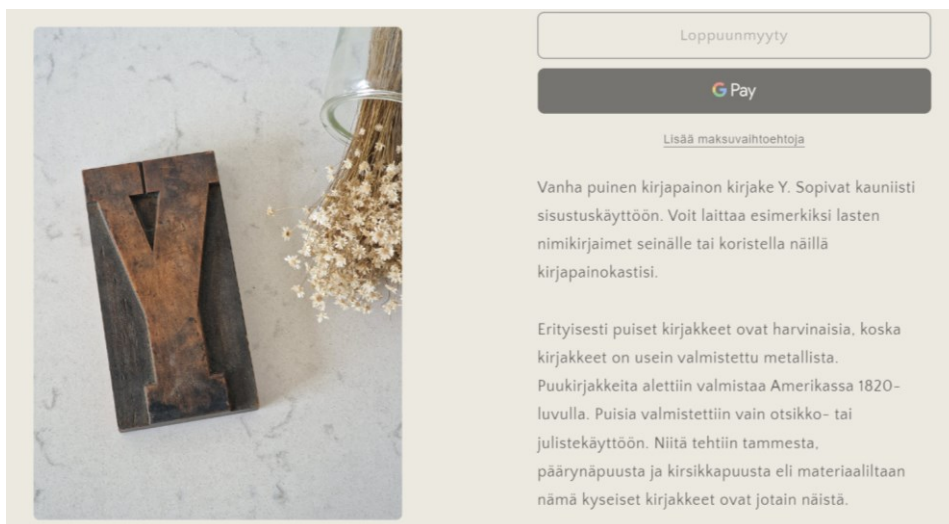 Y
Loppuunmyyty
G Pay
Lisää maksuvaihtoehtoja
Vanha puinen kirjapainon kirjake Y. Sopivat kauniisti
sisustuskäyttöön. Voit laittaa esimerkiksi lasten
nimikirjaimet seinälle tai koristella näillä
kirjapainokastisi.
Erityisesti puiset kirjakkeet ovat harvinaisia, koska
kirjakkeet on usein valmistettu metallista.
Puukirjakkeita alettiin valmistaa Amerikassa 1820-
luvulla. Puisia valmistettiin vain otsikko- tai
julistekäyttöön. Niitä tehtiin tammesta,
päärynäpuusta ja kirsikkapuusta eli materiaaliltaan
nämä kyseiset kirjakkeet ovat jotain näistä.